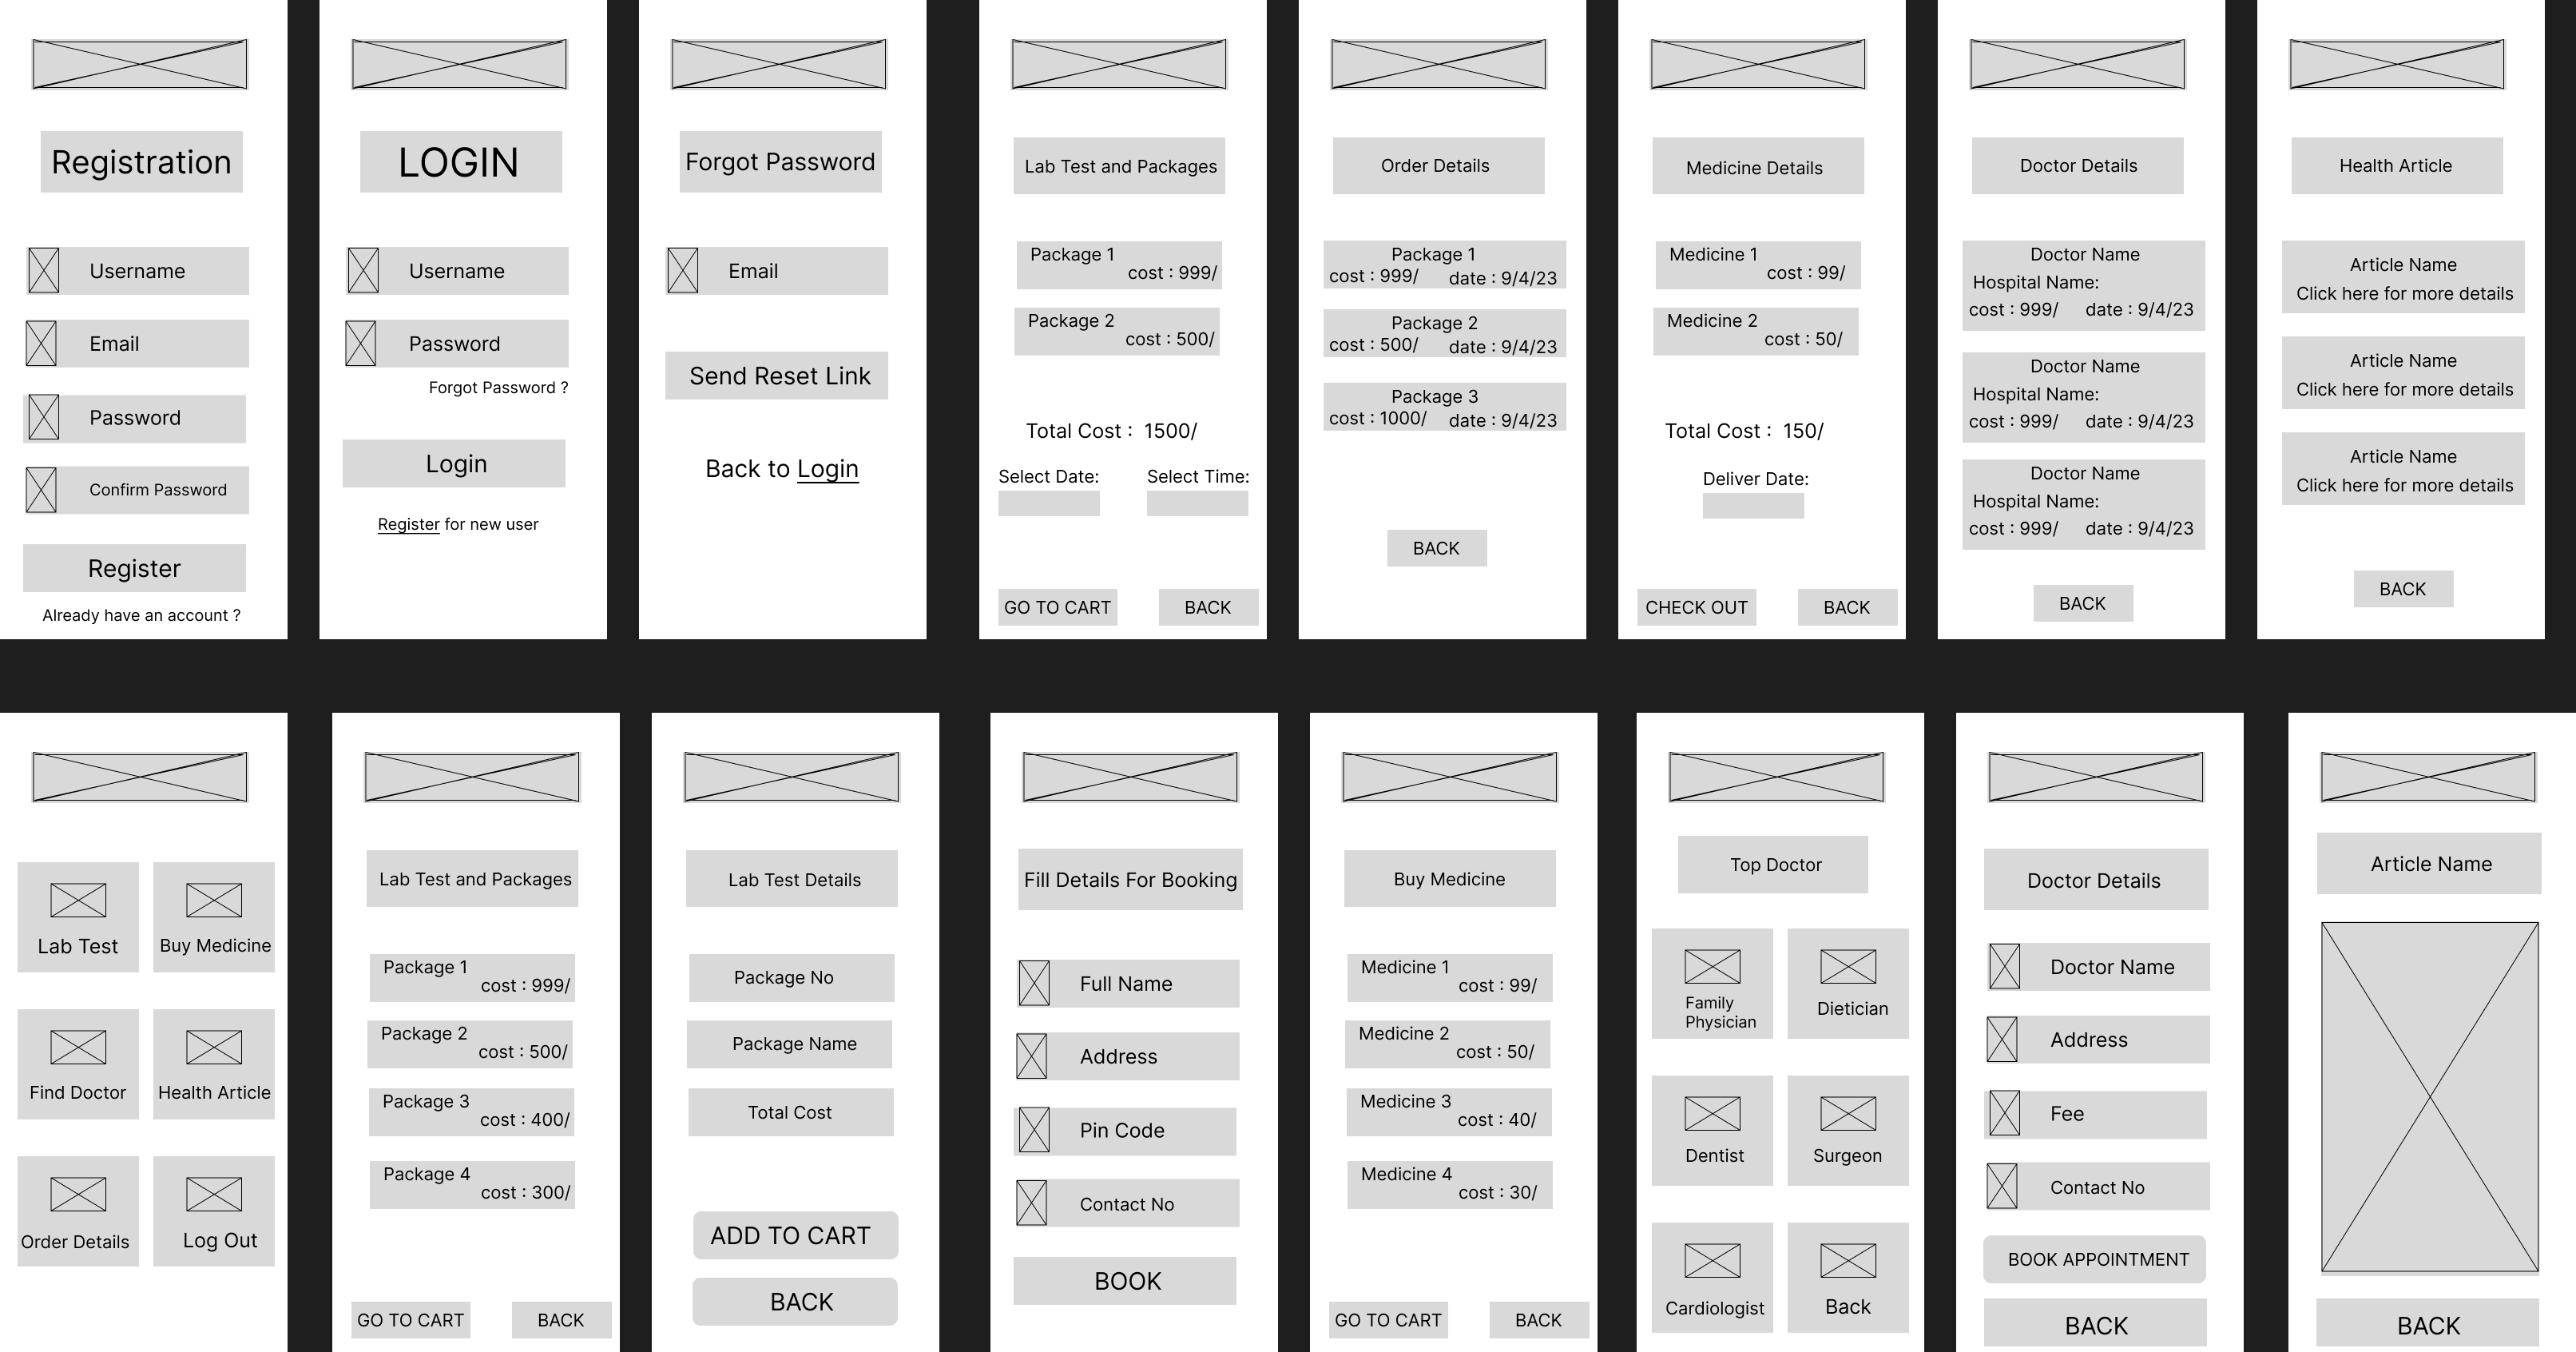 Registration
Username
Email
Password
Confirm Password
Register
Already have an account ?
LOGIN
Username
Password
Forgot Password ?
Login
Register for new user
Forgot Password
Email
Send Reset Link
Back to Login
Lab Test and Packages
Package 1
cost : 999/
Package 2
cost : 500/
Total Cost : 1500/
Select Date: Select Time:
GO TO CART BACK
Order Details
Package 1
cost : 999/ date : 9/4/23
Package 2
cost : 500/ date : 9/4/23
Package 3
cost : 1000/ date : 9/4/23
BACK
Medicine Details
Medicine 1
cost : 99/
Medicine 2
cost : 50/
Total Cost : 150/
Deliver Date:
CHECK OUT BACK
Doctor Details
Doctor Name
Hospital Name:
cost : 999/ date : 9/4/23
Doctor Name
Hospital Name:
cost : 999/ date : 9/4/23
Doctor Name
Hospital Name:
cost : 999/ date : 9/4/23
BACK
Health Article
Article Name
Click here for more details
Article Name
Click here for more details
Article Name
Click here for more details
BACK
Lab Test Buy Medicine
Find Doctor Health Article
Order Details Log Out
Lab Test and Packages
Package 1
cost : 999/
Package 2
cost : 500/
Package 3
cost : 400/
Package 4
cost : 300/
GO TO CART BACK
Lab Test Details
Package No
Package Name
Total Cost
ADD TO CART
BACK
Fill Details For Booking
Full Name
Address
Pin Code
Contact No
BOOK
Buy Medicine
Medicine 1
cost : 99/
Medicine 2
cost : 50/
Medicine 3
cost : 40/
Medicine 4
cost : 30/
GO TO CART BACK
Top Doctor
Family
Physician
Dietician
Dentist Surgeon
Cardiologist Back
Doctor Details
Doctor Name
Address
Fee
Contact No
BOOK APPOINTMENT
BACK
Article Name
BACK